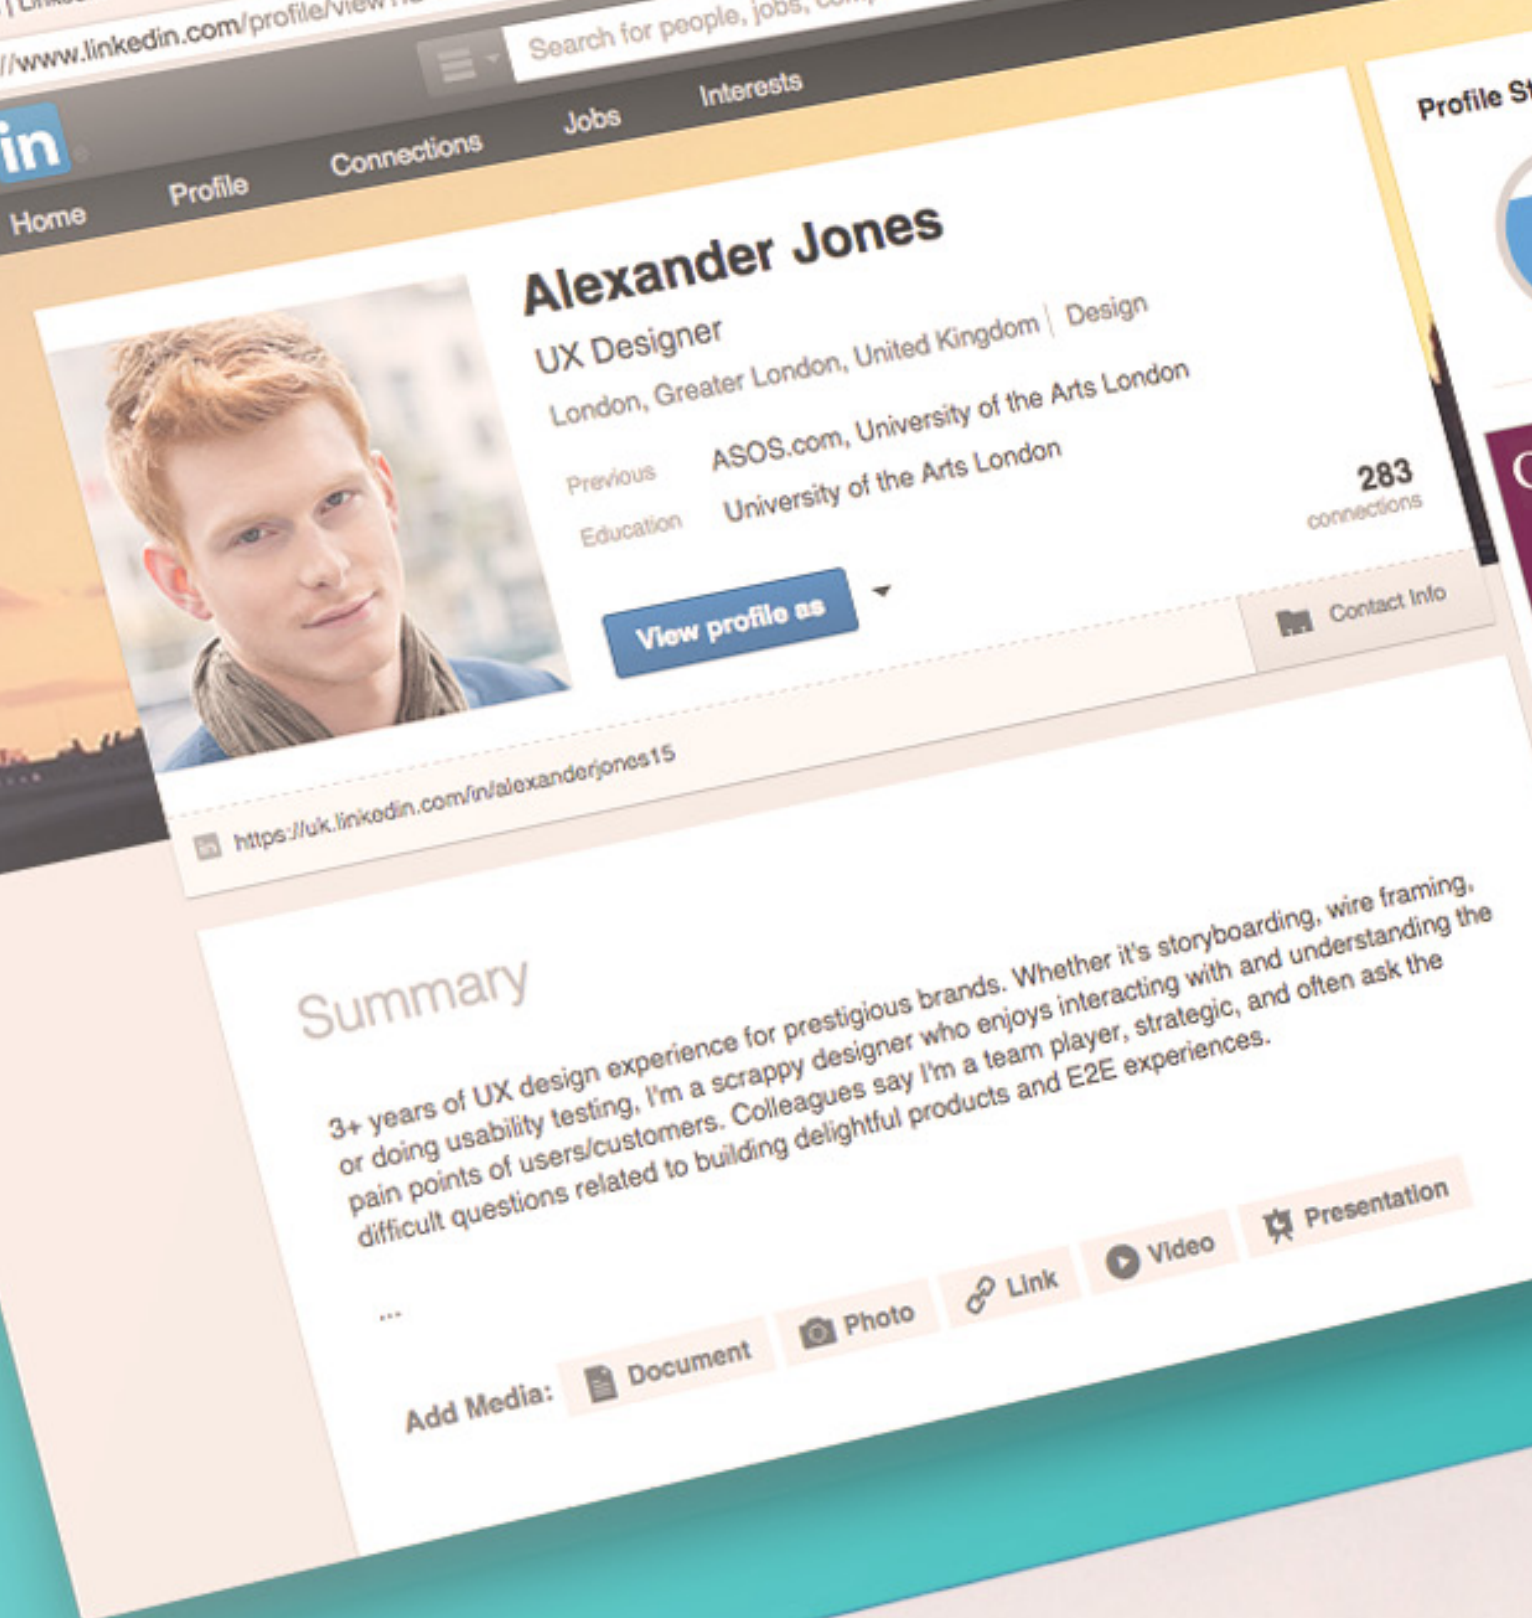 //www.linkedin.com/profile/view
Search for people, jobs,
in
Home Profile Connections Jobs Interests
Alexander Jones
UX Designer
London, Greater London, United Kingdom | Design
Previous ASOS.com, University of the Arts London
Education University of the Arts London
283
connections
View profile as
Contact Info
https://uk.linkedin.com/in/alexanderjones15
Profile
Summary
3+ years of UX design experience for prestigious brands. Whether it's storyboarding, wire framing,
or doing usability testing, I'm a scrappy designer who enjoys interacting with and understanding the
pain points of users/customers. Colleagues say I'm a team player, strategic, and often ask the
difficult questions related to building delightful products and E2E experiences.
...
Add Media: Document Photo Link Video Presentation